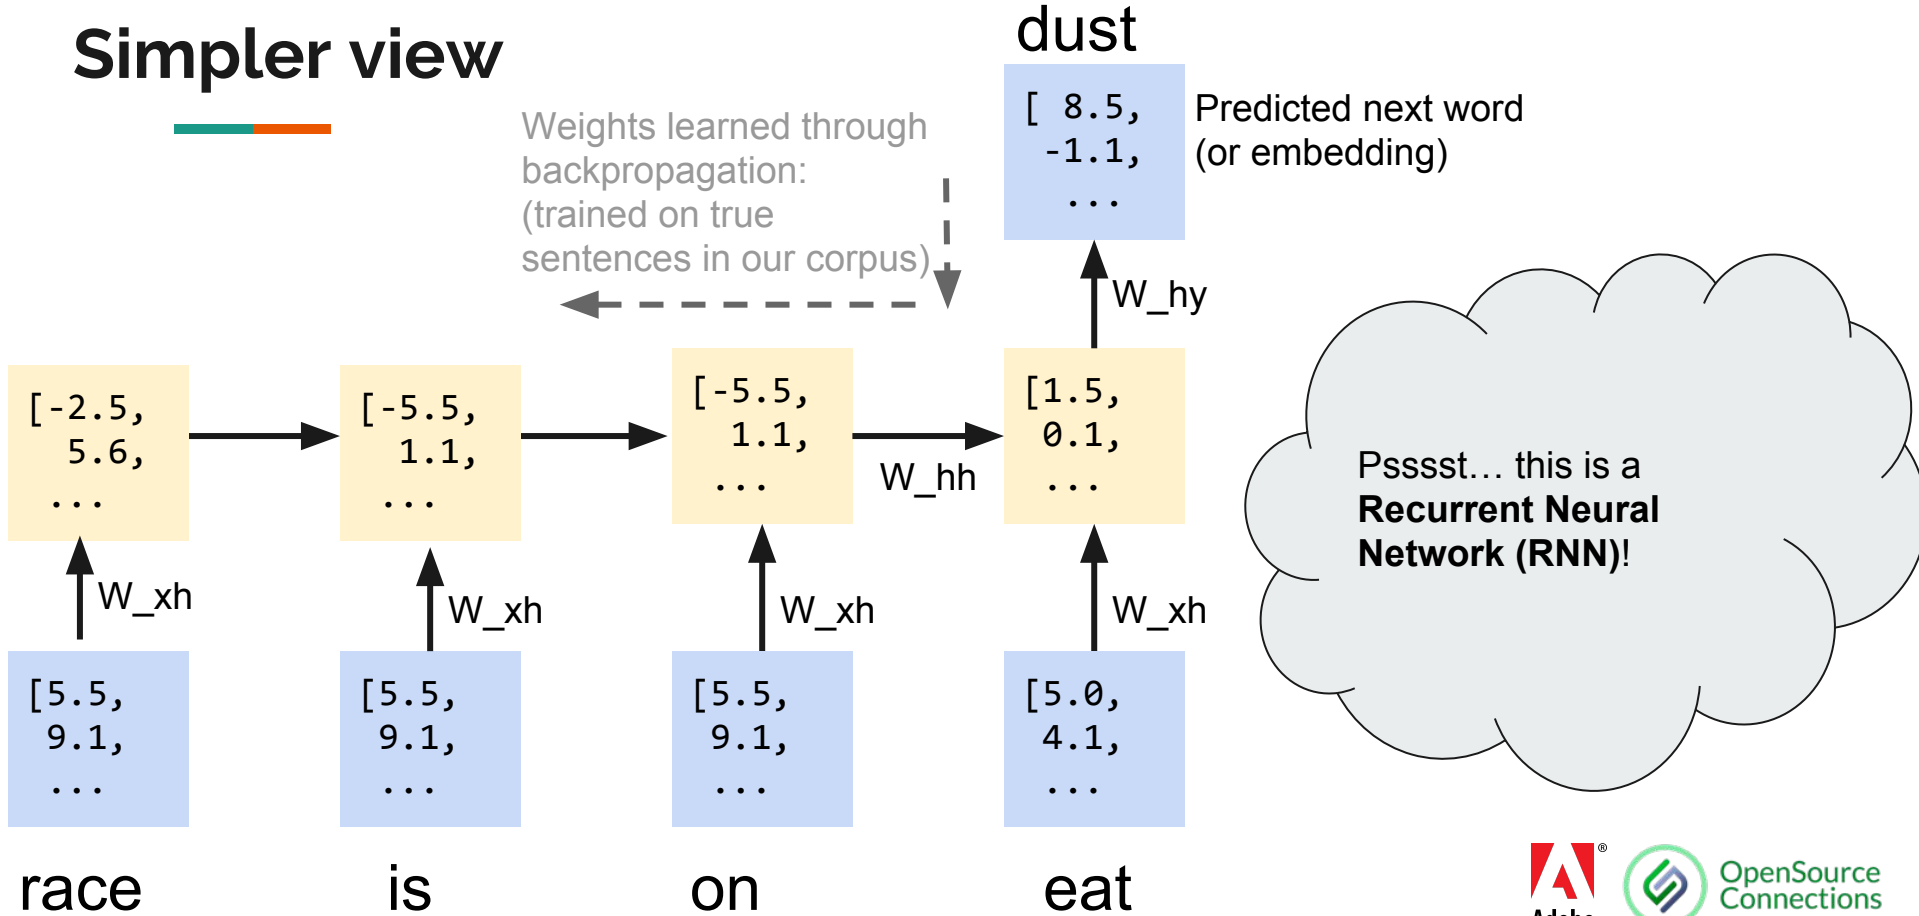 Simpler view
dust
[ 8.5,
-1.1,
...
Predicted next word
(or embedding)
Weights learned through
backpropagation:
(trained on true
sentences in our corpus)
W_hy
[-2.5,
5.6,
...
[-5.5,
1.1,
...
[-5.5,
1.1,
...
W_hh
[1.5,
0.1,
...
Psssst... this is a
Recurrent Neural
Network (RNN)!
W_xh
W_xh
W_xh
W_xh
[5.5,
9.1,
...
[5.5,
9.1,
...
[5.5,
9.1,
...
[5.0,
4.1,
...
race
is
on
eat
®
Adobe
OpenSource
Connections